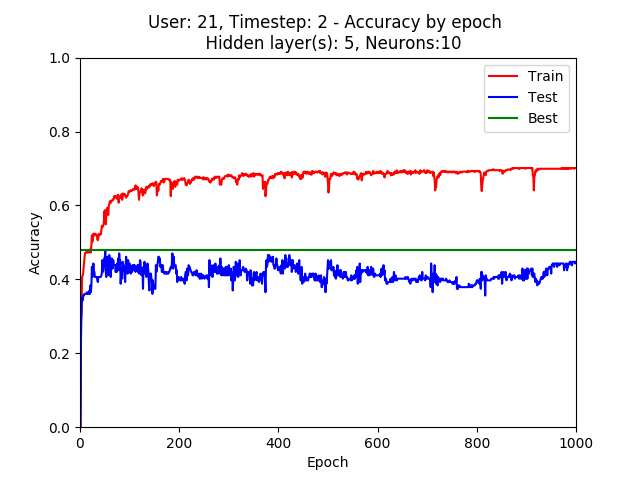 User: 21, Timestep: 2 - Accuracy by epoch
Hidden layer(s): 5, Neurons:10
1.0
Train
Test
Best
0.8
0.6
0.4
0.2
0.0
Accuracy
0 200 400 600 800 1000
Epoch